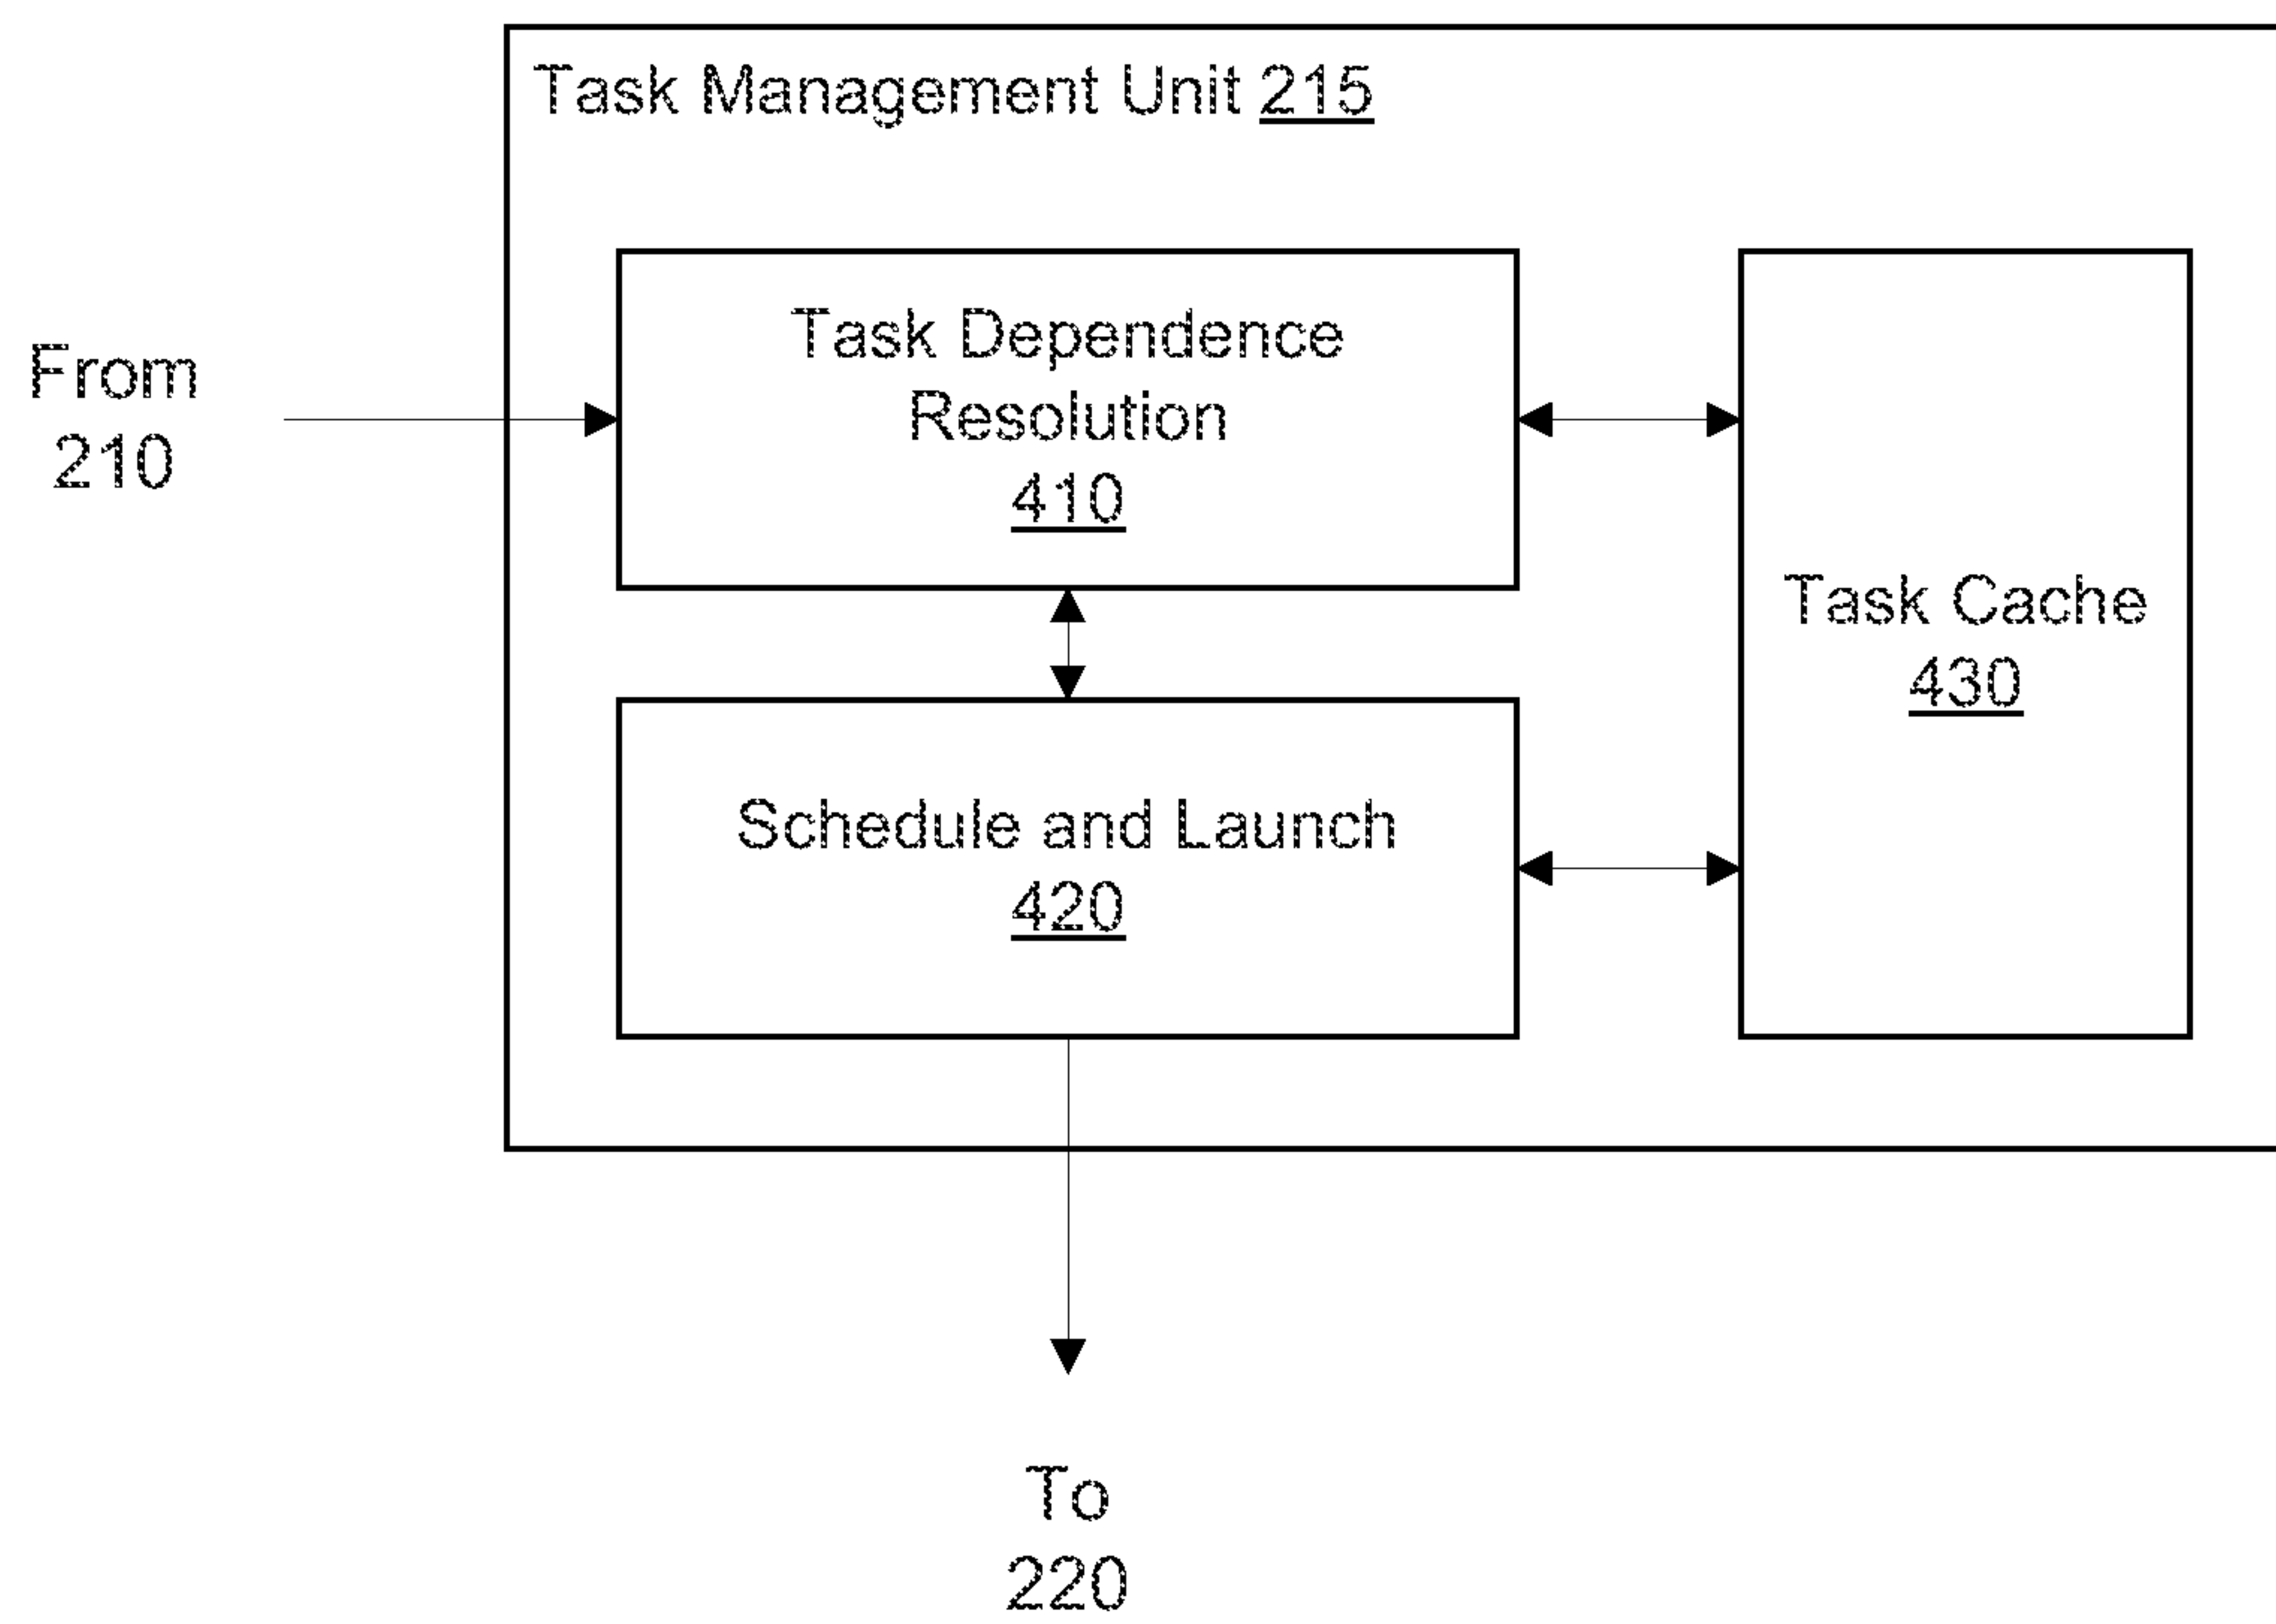 Task Management Unit 215
From
210
Task Dependence
Resolution
410
Task Cache
430
Schedule and Launch
420
To
220